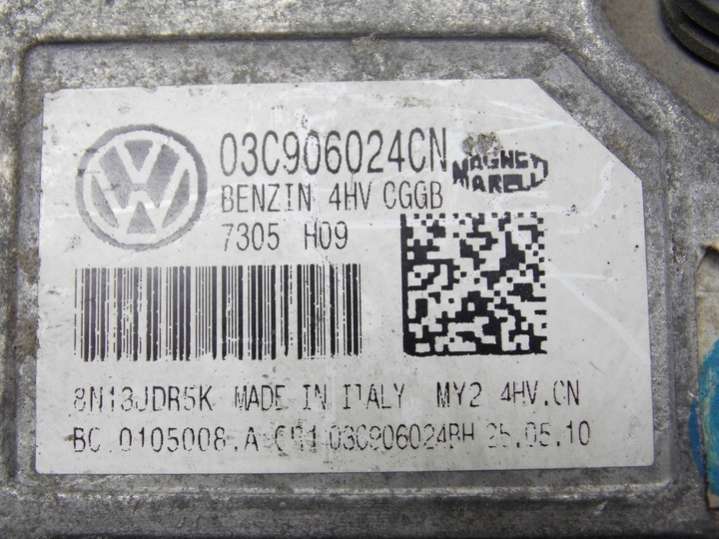 03C906024CN
MAGNETI
MARELLI
BENZIN 4HV CGGB
7305 H09
8N13JDR5K MADE IN ITALY MY2 4HV.CN
BC.0105008.A 03C906024BH 25.05.10